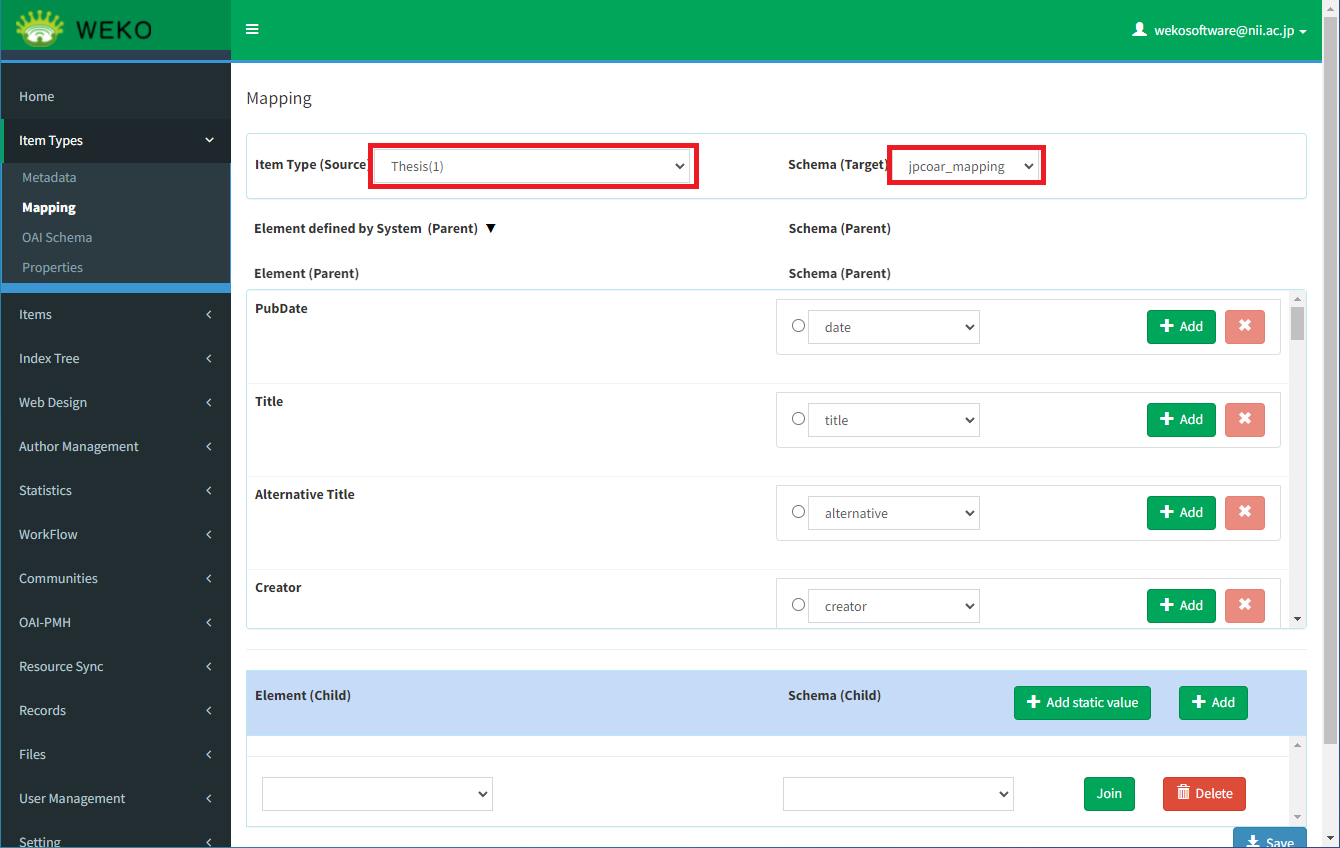 WEKO
wekosoftware@nii.ac.jp
Home
Item Types
Metadata
Mapping
OAI Schema
Properties
Items
Index Tree
Web Design
Author Management
Statistics
WorkFlow
Communities
OAI-PMH
Resource Sync
Records
Files
User Management
Setting
Mapping
Item Type (Source) Thesis(1) Schema (Target) jpcoar_mapping
Element defined by System (Parent) ▼ Schema (Parent)
Element (Parent) Schema (Parent)
PubDate date Add
Title title Add
Alternative Title alternative Add
Creator creator Add
Element (Child) Schema (Child) Add static value Add
Join Delete
Save